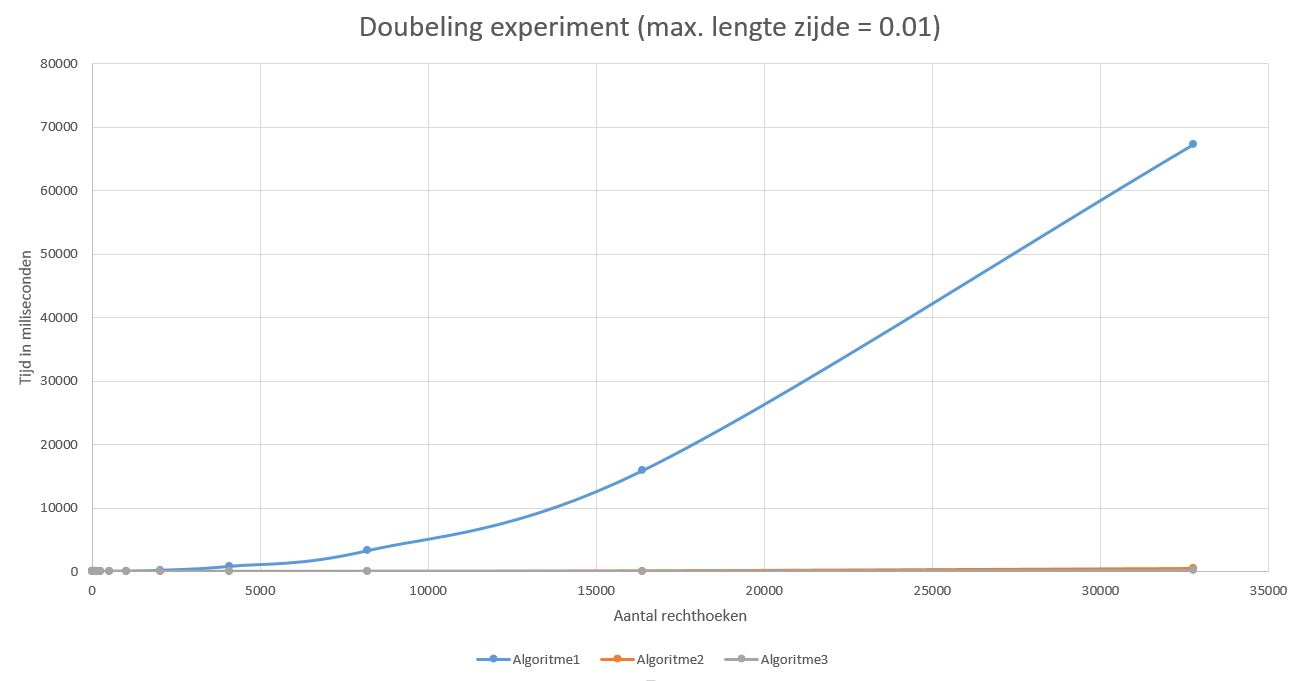 Doubeling experiment (max. lengte zijde = 0.01)
80000
70000
60000
50000
40000
30000
20000
10000
0
Tijd in miliseconden
0 5000 10000 15000 20000 25000 30000 35000
Aantal rechthoeken
Algoritme1 Algoritme2 Algoritme3